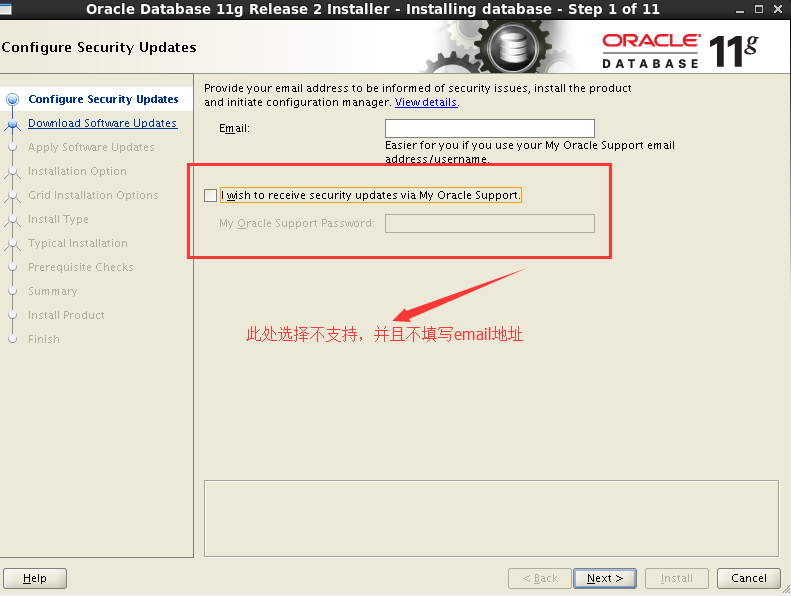 Oracle Database 11g Release 2 Installer - Installing database - Step 1 of 11
Configure Security Updates
ORACLE
DATABASE
11g
Configure Security Updates
Download Software Updates
Apply Software Updates
Installation Option
Grid Installation Options
Install Type
Typical Installation
Prerequisite Checks
Summary
Install Product
Finish
Provide your email address to be informed of security issues, install the product
and initiate configuration manager. View details.
Email:
Easier for you if you use your My Oracle Support email
address/username.
I wish to receive security updates via My Oracle Support.
My Oracle Support Password:
此处选择不支持，并且不填写email地址
Help
< Back
Next >
Install
Cancel